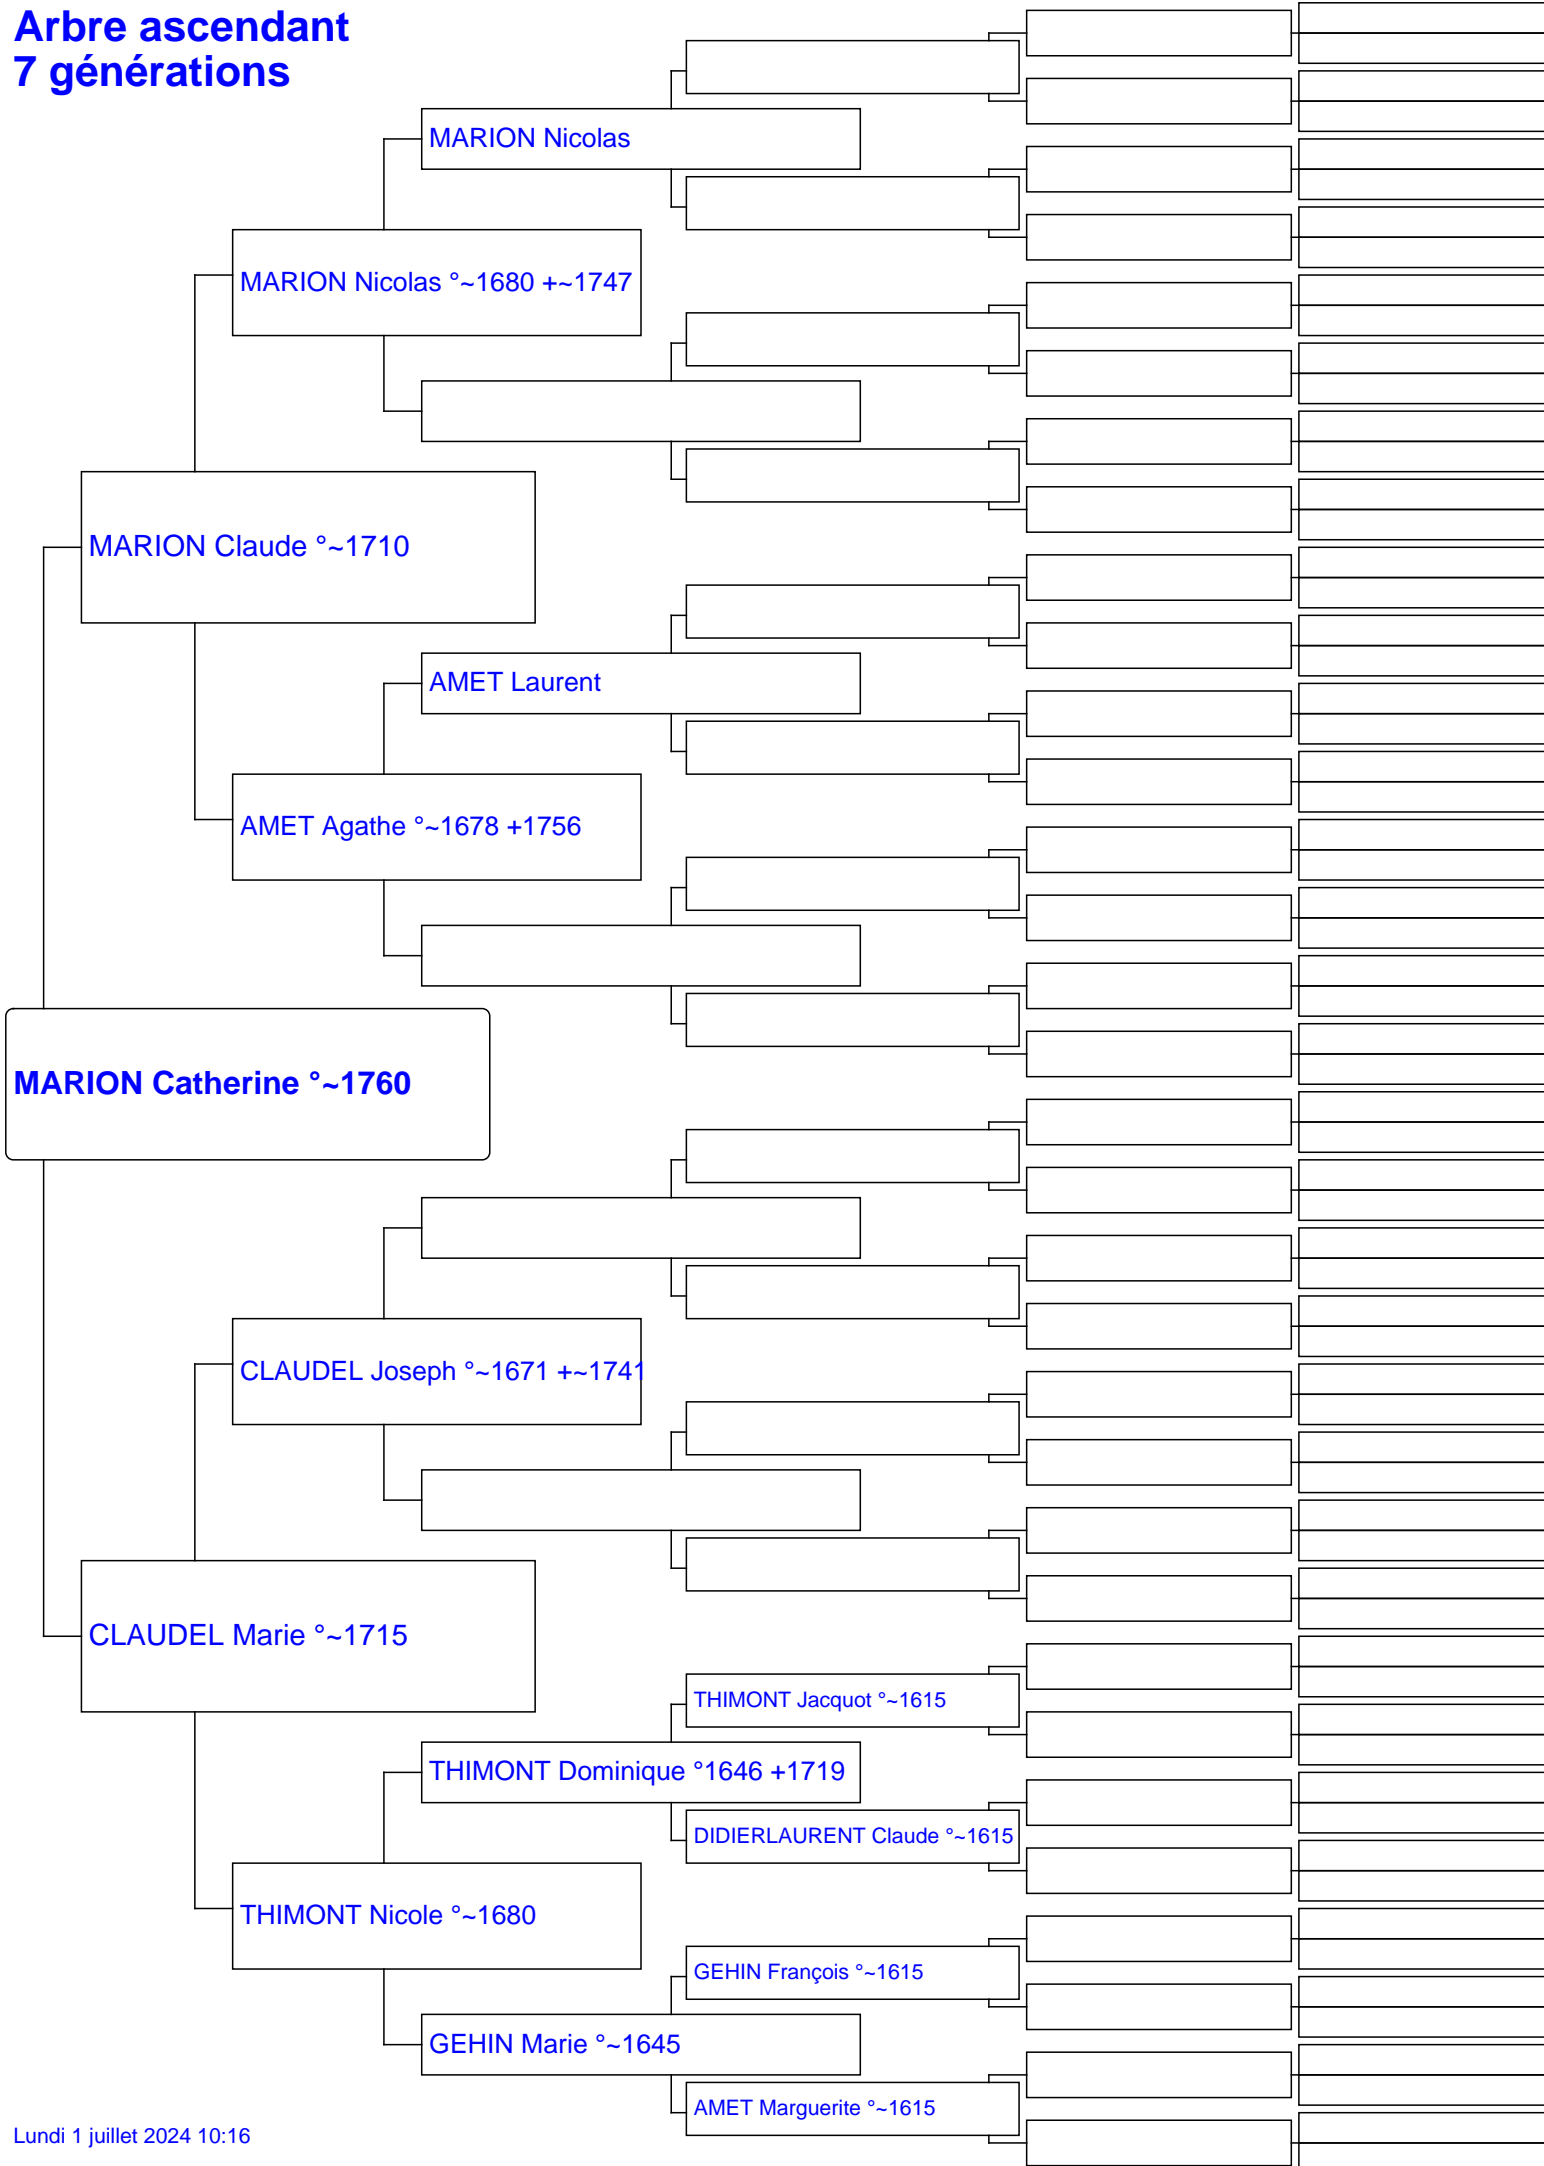 Arbre ascendant
7 générations
MARION Nicolas
MARION Nicolas °~1680 +~1747
MARION Claude °~1710
AMET Laurent
AMET Agathe °~1678 +1756
MARION Catherine °~1760
CLAUDEL Joseph °~1671 +~1741
CLAUDEL Marie °~1715
THIMONT Jacquot °~1615
THIMONT Dominique °1646 +1719
DIDIERLAURENT Claude °~1615
THIMONT Nicole °~1680
GEHIN François °~1615
GEHIN Marie °~1645
AMET Marguerite °~1615
Lundi 1 juillet 2024 10:16